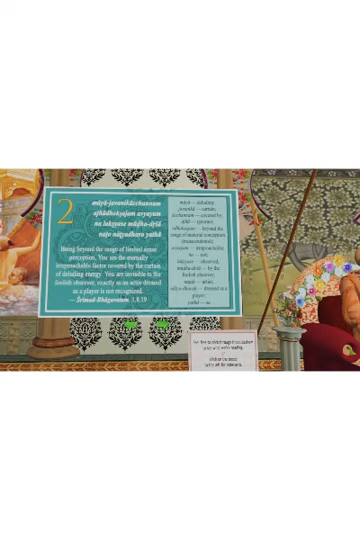 2
māyā-javanikācchannam
ajñādhokṣajam avyayam
na lakṣyase mūḍha-dṛśā
naṭo nāṭyadharo yathā
Being beyond the range of limited sense
perception, You are the eternally
irreproachable factor covered by the curtain
of deluding energy. You are invisible to the
foolish observer, exactly as an actor dressed
as a player is not recognized.
— Śrīmad-Bhāgavatam, 1.8.19
māyā — deluding;
javanikā — curtain;
ācchannam — covered by;
ajñā — ignorant;
adhokṣajam — beyond the
range of material conception
(transcendental);
avyayam — irreproachable;
na — not;
lakṣyase — observed;
mūḍha-dṛśā — by the
foolish observer;
naṭaḥ — artist;
nāṭya-dharaḥ — dressed as a
player;
yathā — as